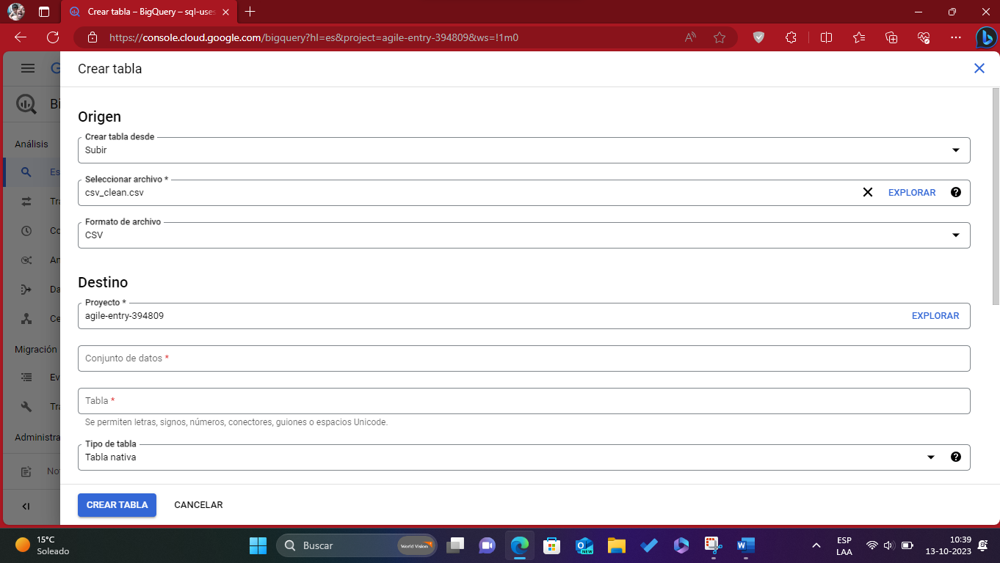 Crear tabla – BigQuery – sql-uses
https://console.cloud.google.com/bigquery?hl=es&project=agile-entry-394809&ws=!1m0
G
Crear tabla
Bi
Origen
Análisis
Crear tabla desde
Subir
Es
Seleccionar archivo *
csv_clean.csv
EXPLORAR
Tra
Formato de archivo
CSV
Co
An
Destino
Da
Proyecto *
agile-entry-394809
EXPLORAR
Ce
Migración
Conjunto de datos *
Ev
Tabla *
Tra
Se permiten letras, signos, números, conectores, guiones o espacios Unicode.
Administra
Tipo de tabla
Tabla nativa
No
CREAR TABLA
CANCELAR
15°C
Soleado
Buscar
World Vision
NEW
ESP
LAA
10:39
13-10-2023